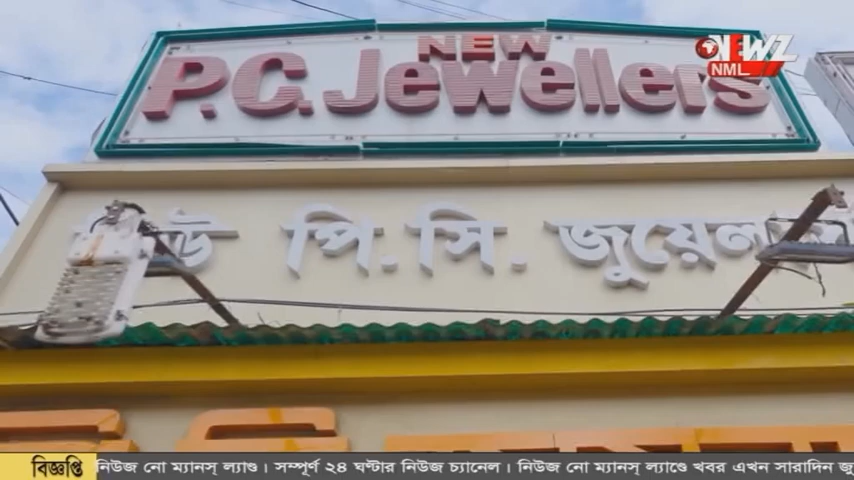 NEW
P.C. Jewellers
NEWZ
NML
নিউ পি. সি. জুয়েলার্স
বিজ্ঞপ্তি
নিউজ নো ম্যানস্ ল্যাণ্ড। সম্পূর্ণ ২৪ ঘণ্টার নিউজ চ্যানেল। নিউজ নো ম্যানস্ ল্যাণ্ডে খবর এখন সারাদিন জু